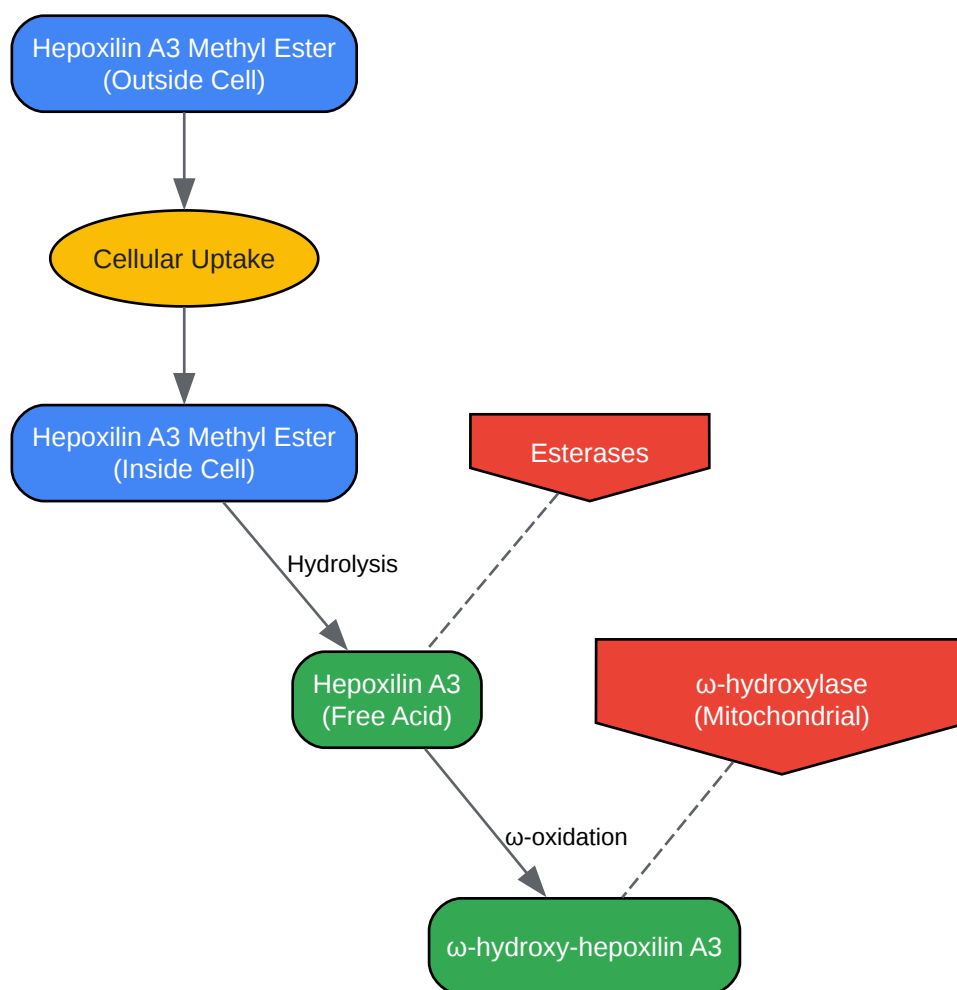 Hepoxilin A3 Methyl Ester
(Outside Cell)
Cellular Uptake
Hepoxilin A3 Methyl Ester
(Inside Cell)
Esterases
Hydrolysis
Hepoxilin A3
(Free Acid)
ω-hydroxylase
(Mitochondrial)
ω-oxidation
ω-hydroxy-hepoxilin A3